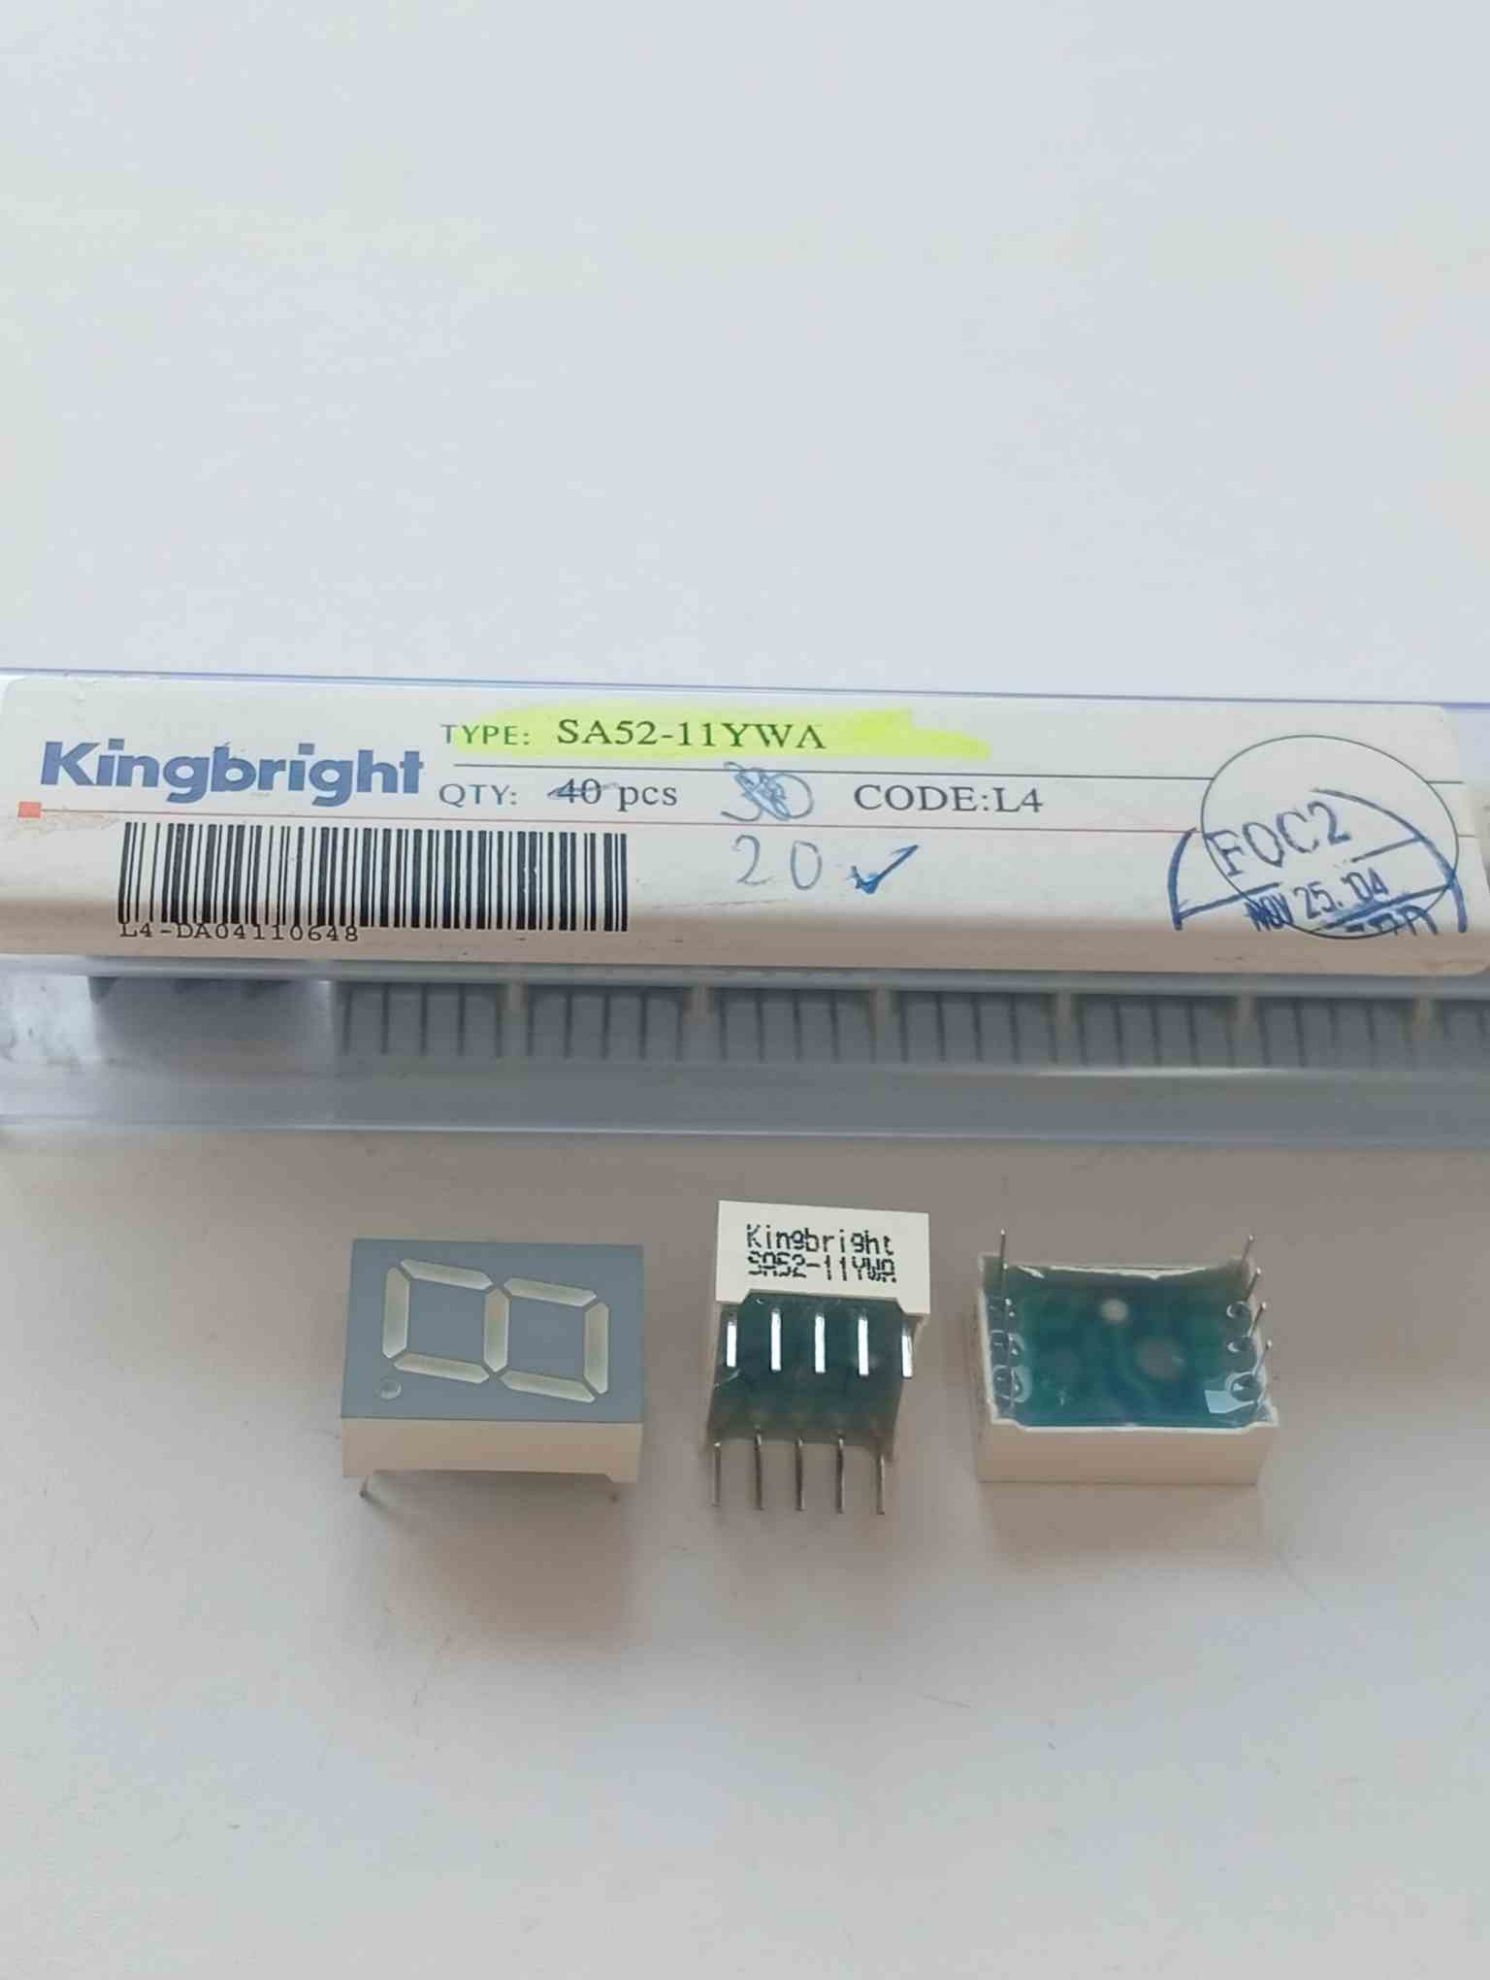 Kingbright
TYPE: SA52-11YWA
QTY: 40 pcs
CODE:L4
20 ✓
L4-DA04110648
FOC2
NOV 25. 04
Kingbright
SA52-11YWA